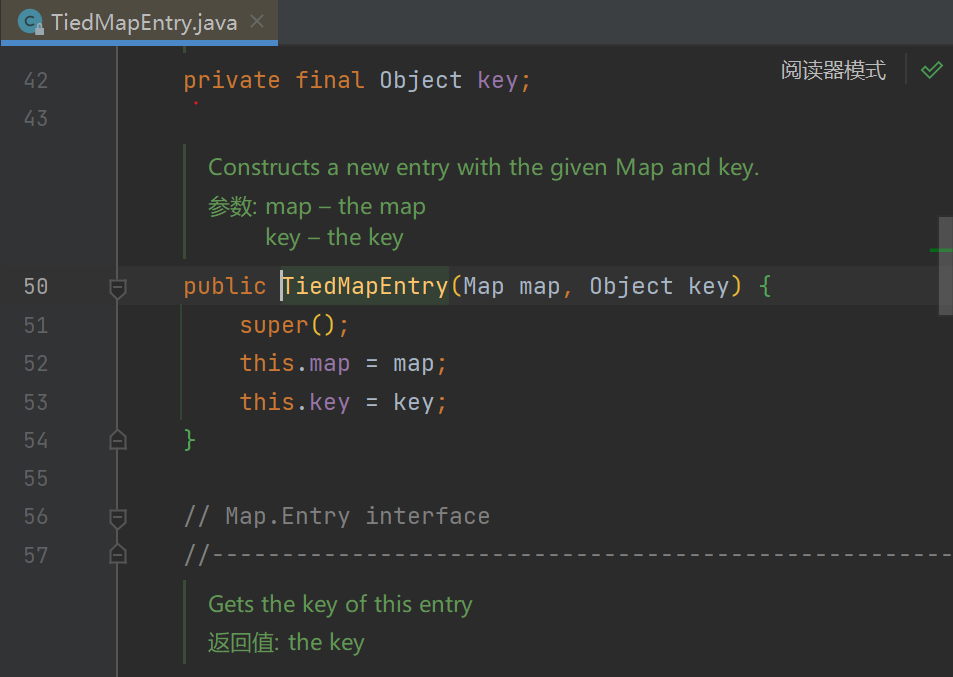 TiedMapEntry.java
阅读器模式
42 private final Object key;
43
Constructs a new entry with the given Map and key.
参数: map – the map
key – the key
50 public TiedMapEntry(Map map, Object key) {
51 super();
52 this.map = map;
53 this.key = key;
54 }
55
56 // Map.Entry interface
57 //-----------------------------------------------------
Gets the key of this entry
返回值: the key